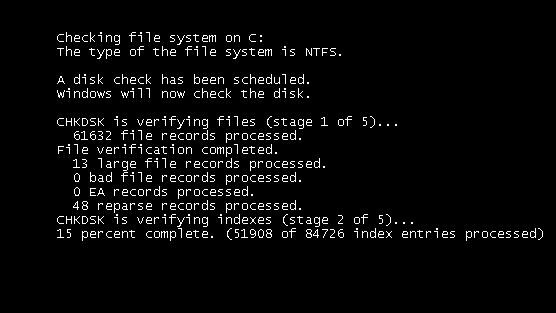 Checking file system on C:
The type of the file system is NTFS.
A disk check has been scheduled.
Windows will now check the disk.
CHKDSK is verifying files (stage 1 of 5)...
61632 file records processed.
File verification completed.
13 large file records processed.
0 bad file records processed.
0 EA records processed.
48 reparse records processed.
CHKDSK is verifying indexes (stage 2 of 5)...
15 percent complete. (51908 of 84726 index entries processed)